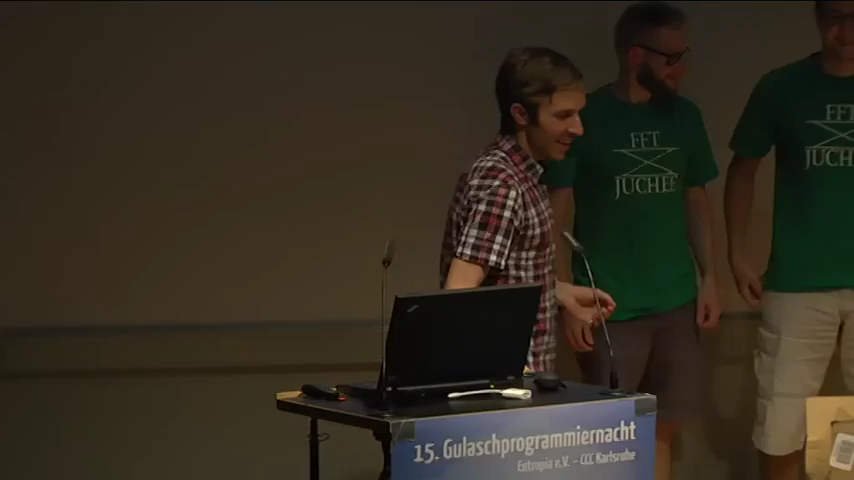 FFT
JUCHEE
FFT
JUCHE
15. Gulaschprogrammiernacht
Entropia e.V. – CCC Karlsruhe